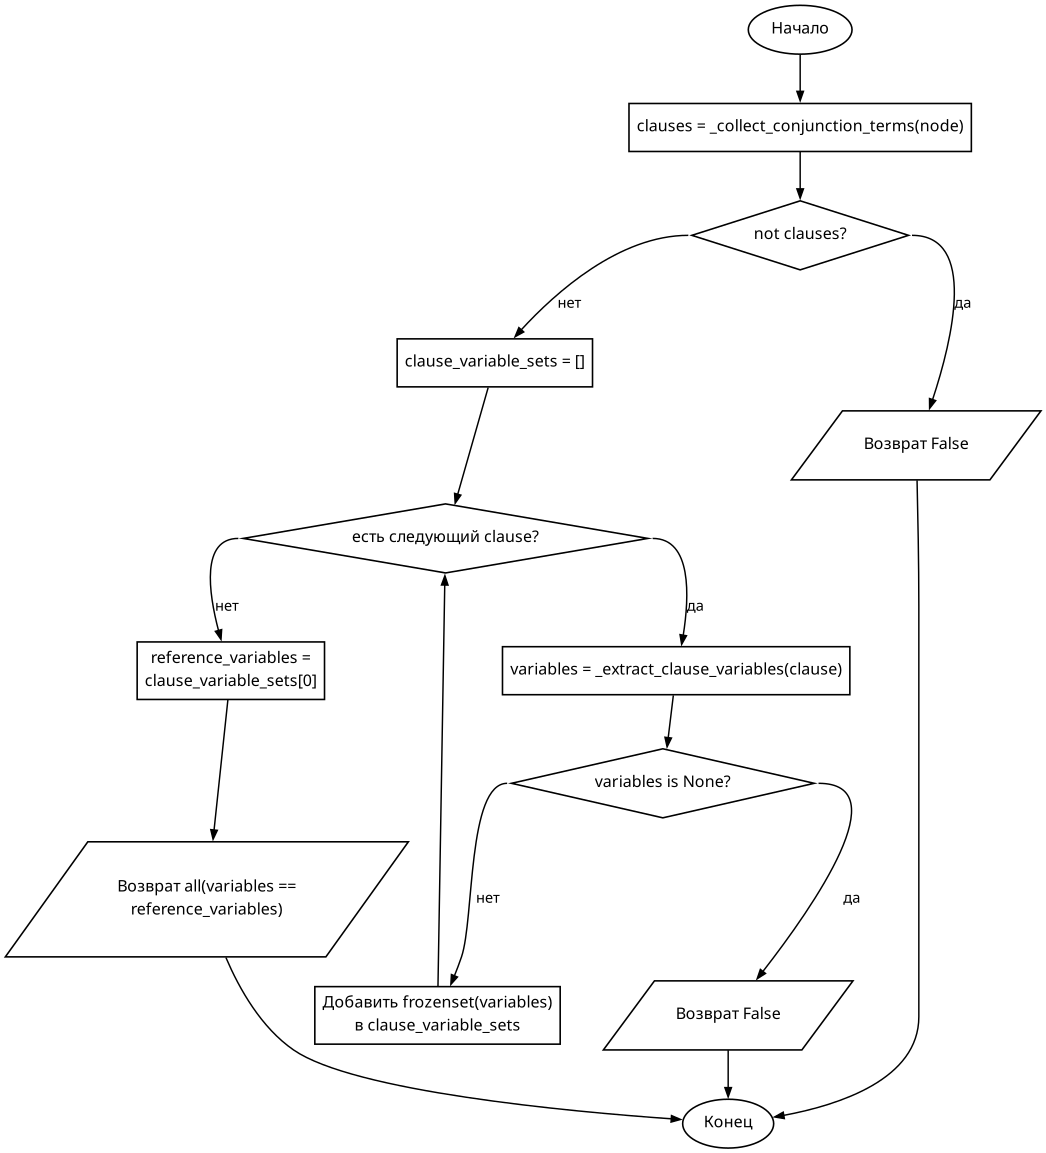 Начало
clauses = _collect_conjunction_terms(node)
not clauses?
нет
да
clause_variable_sets = []
Возврат False
есть следующий clause?
нет
да
reference_variables =
clause_variable_sets[0]
variables = _extract_clause_variables(clause)
variables is None?
Возврат all(variables ==
reference_variables)
нет
да
Добавить frozenset(variables)
в clause_variable_sets
Возврат False
Конец